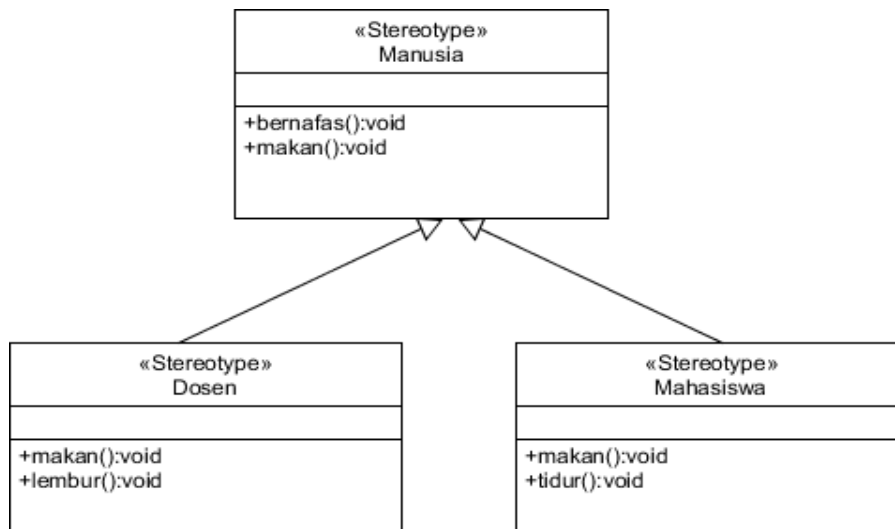 «Stereotype»
Manusia
+bernafas():void
+makan():void
«Stereotype»
Dosen
+makan():void
+lembur():void
«Stereotype»
Mahasiswa
+makan():void
+tidur():void